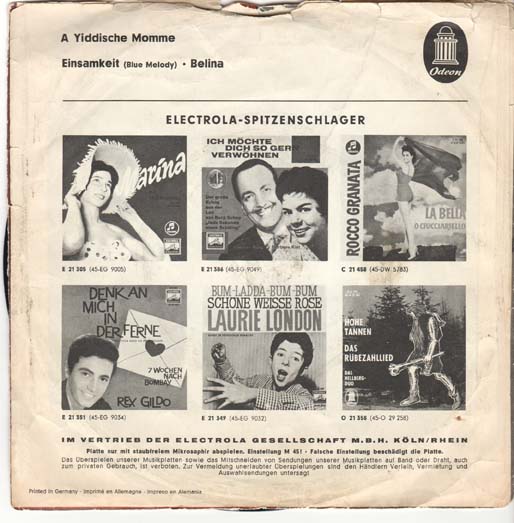 A Yiddische Momme
Einsamkeit (Blue Melody) • Belina
Odeon
ELECTROLA-SPITZENSCHLAGER
Marina
ICH MÖCHTE
DICH SO GERN
VERWÖHNEN
ROCCO GRANATA
LA BELLA
E 21 305 (45-EG 9005)
E 21 386 (45-EG 9049)
C 21 458 (45-DW 5783)
DENK AN
MICH
IN
DER FERNE
7 WOCHEN
NACH
BOMBAY
REX GILDO
BUM-LADDA-BUM-BUM
SCHÖNE WEISSE ROSE
LAURIE LONDON
HOHE
TANNEN
DAS
RÜBEZAHLLIED
DAS
HELLBERG-
DUO
E 21 351 (45-EG 9034)
E 21 349 (45-EG 9032)
O 21 358 (45-O 29 258)
IM VERTRIEB DER ELECTROLA GESELLSCHAFT M.B.H. KÖLN/RHEIN
Platte nur mit staubfreiem Mikrosaphir abspielen. Einstellung M 45! • Falsche Einstellung beschädigt die Platte.
Das Überspielen unserer Musikplatten sowie das Mitschneiden von Sendungen unserer Musikplatten auf Band oder Draht, auch
zum privaten Gebrauch, ist verboten. Zur Vermeidung unerlaubter Überspielungen sind den Händlern Verleih, Vermietung und
Auswahlsendungen untersagt
Printed in Germany - Imprimé en Allemagne - Impreso en Alemania